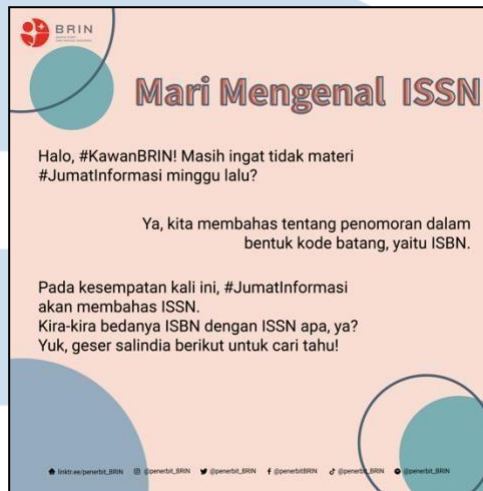 BRIN
Mari Mengenal ISSN
Halo, #KawanBRIN! Masih ingat tidak materi
#JumatInformasi minggu lalu?
Ya, kita membahas tentang penomoran dalam
bentuk kode batang, yaitu ISBN.
Pada kesempatan kali ini, #JumatInformasi
akan membahas ISSN.
Kira-kira bedanya ISBN dengan ISSN apa, ya?
Yuk, geser salindia berikut untuk cari tahu!
linktr.ee/penerbit_BRIN @penerbit_BRIN @penerbit_BRIN @penerbitBRIN @penerbit_BRIN @penerbit_BRIN